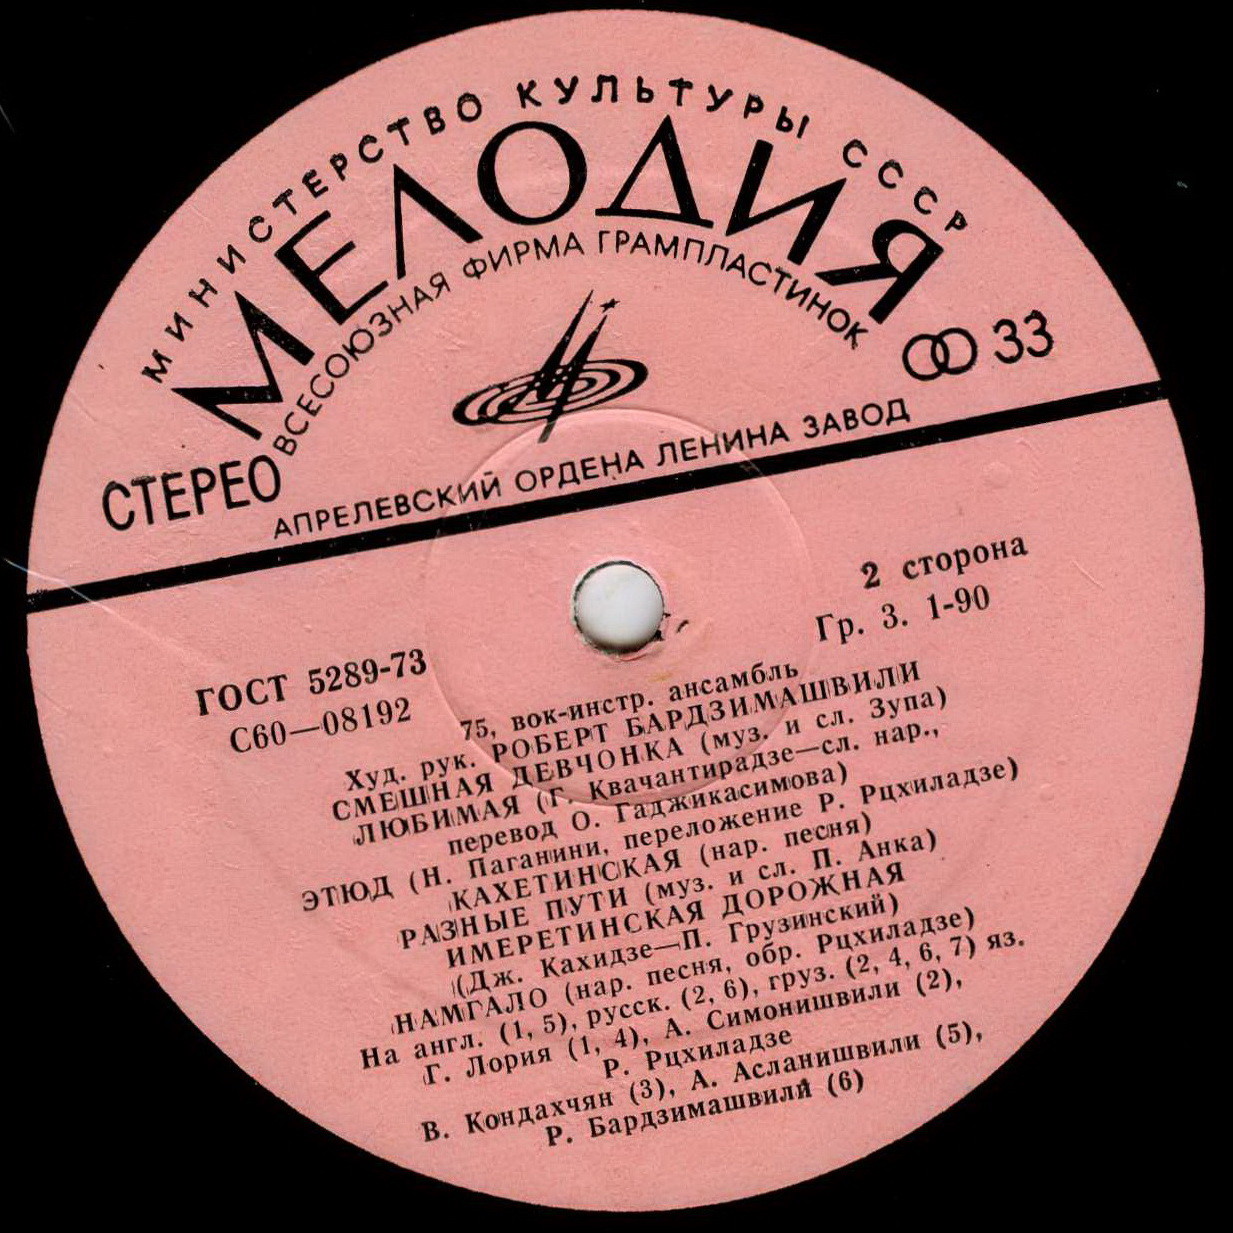 МИНИСТЕРСТВО КУЛЬТУРЫ СССР
МЕЛОДИЯ
ВСЕСОЮЗНАЯ ФИРМА ГРАМПЛАСТИНОК
33
СТЕРЕО
АПРЕЛЕВСКИЙ ОРДЕНА ЛЕНИНА ЗАВОД
2 сторона
Гр. 3. 1-90
ГОСТ 5289-73
С60—08192
75, вок-инстр. ансамбль
Худ. рук. РОБЕРТ БАРДЗИМАШВИЛИ
СМЕШНАЯ ДЕВЧОНКА (муз. и сл. Зупа)
ЛЮБИМАЯ (Г. Квачантирадзе—сл. нар.,
перевод О. Гаджикасимова)
ЭТЮД (Н. Паганини, переложение Р. Рцхиладзе)
КАХЕТИНСКАЯ (нар. песня)
РАЗНЫЕ ПУТИ (муз. и сл. П. Анка)
ИМЕРЕТИНСКАЯ ДОРОЖНАЯ
(Дж. Кахидзе—П. Грузинский)
НАМГАЛО (нар. песня, обр. Рцхиладзе)
На англ. (1, 5), русск. (2, 6), груз. (2, 4, 6, 7) яз.
Г. Лория (1, 4), А. Симонишвили (2),
Р. Рцхиладзе
В. Кондахчян (3), А. Асланишвили (5),
Р. Бардзимашвили (6)